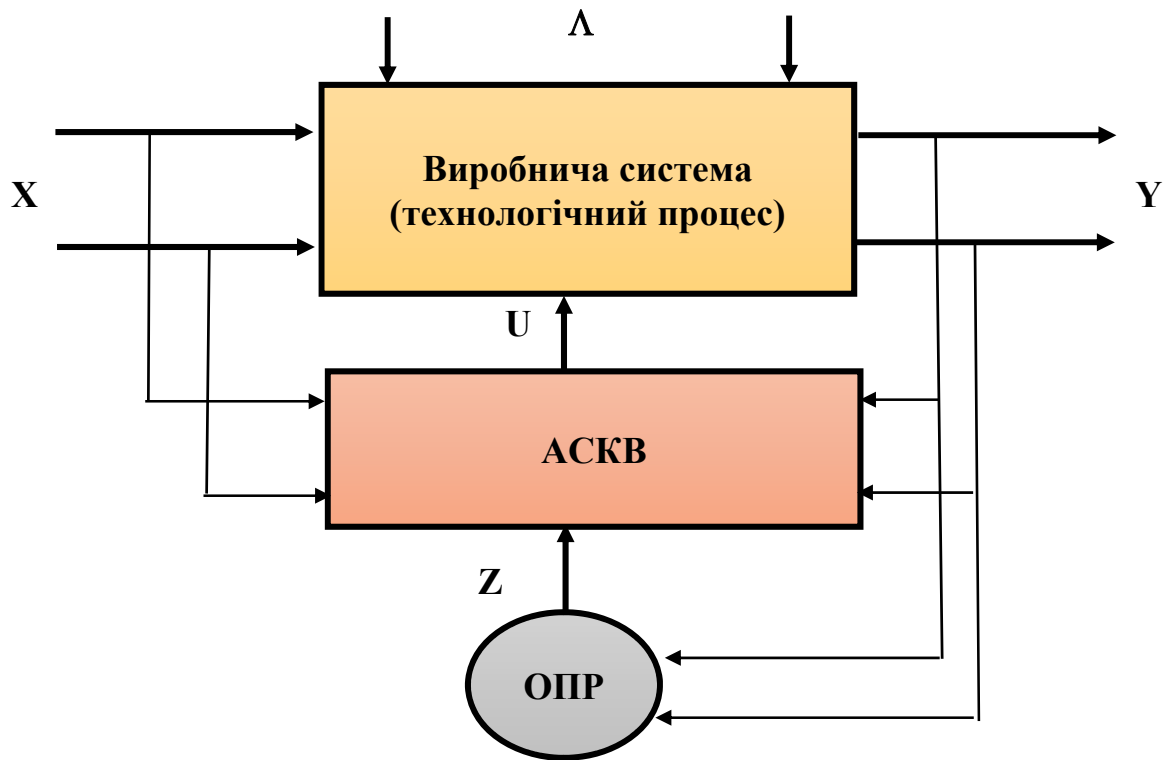 Λ
Виробнича система
(технологічний процес)
X
Y
U
АСКВ
Z
ОПР